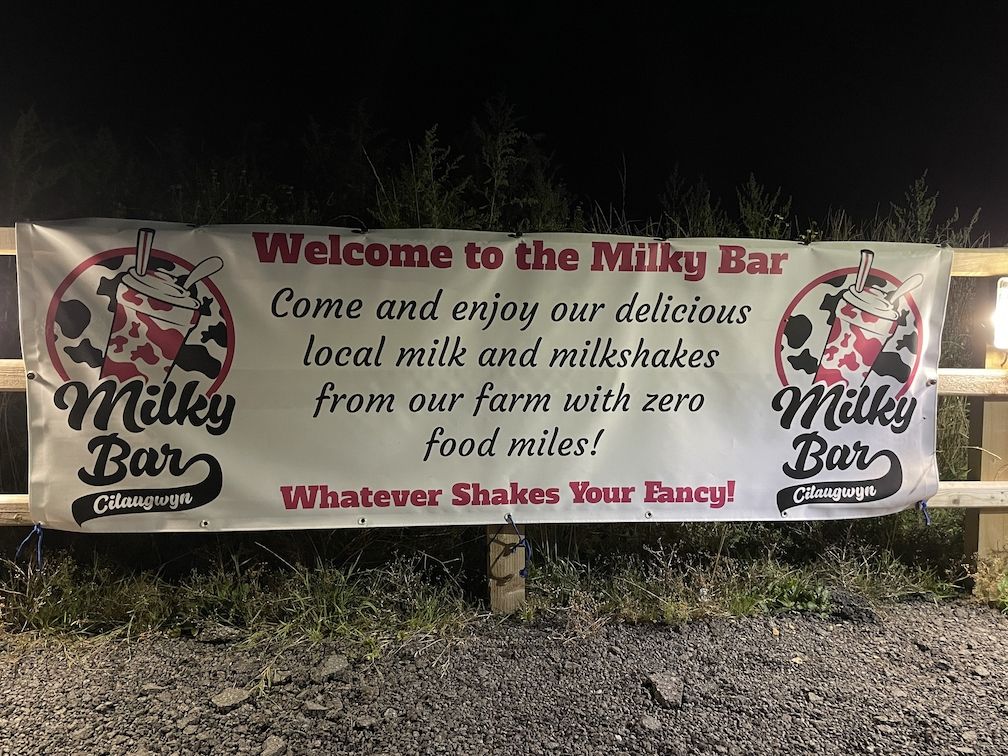 Welcome to the Milky Bar
Come and enjoy our delicious
local milk and milkshakes
from our farm with zero
food miles!
Whatever Shakes Your Fancy!
Milky
Bar
Cilaugwyn
Milky
Bar
Cilaugwyn